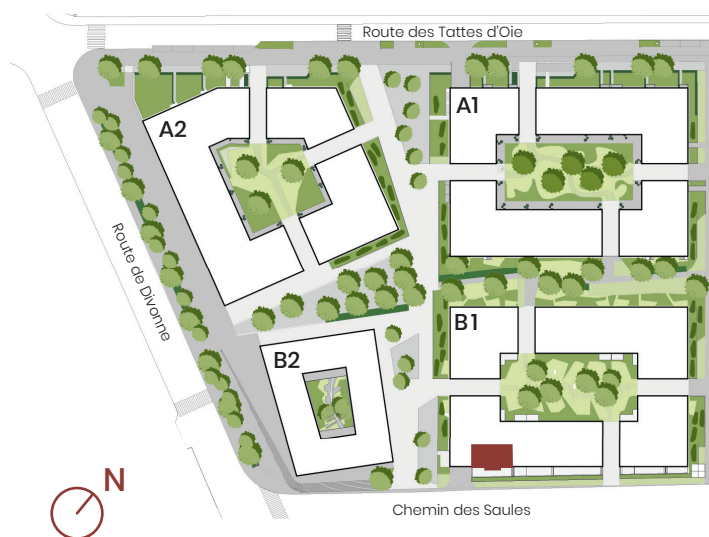 Route des Tattes d'Oie
A2
A1
Route de Divonne
B1
B2
N
Chemin des Saules